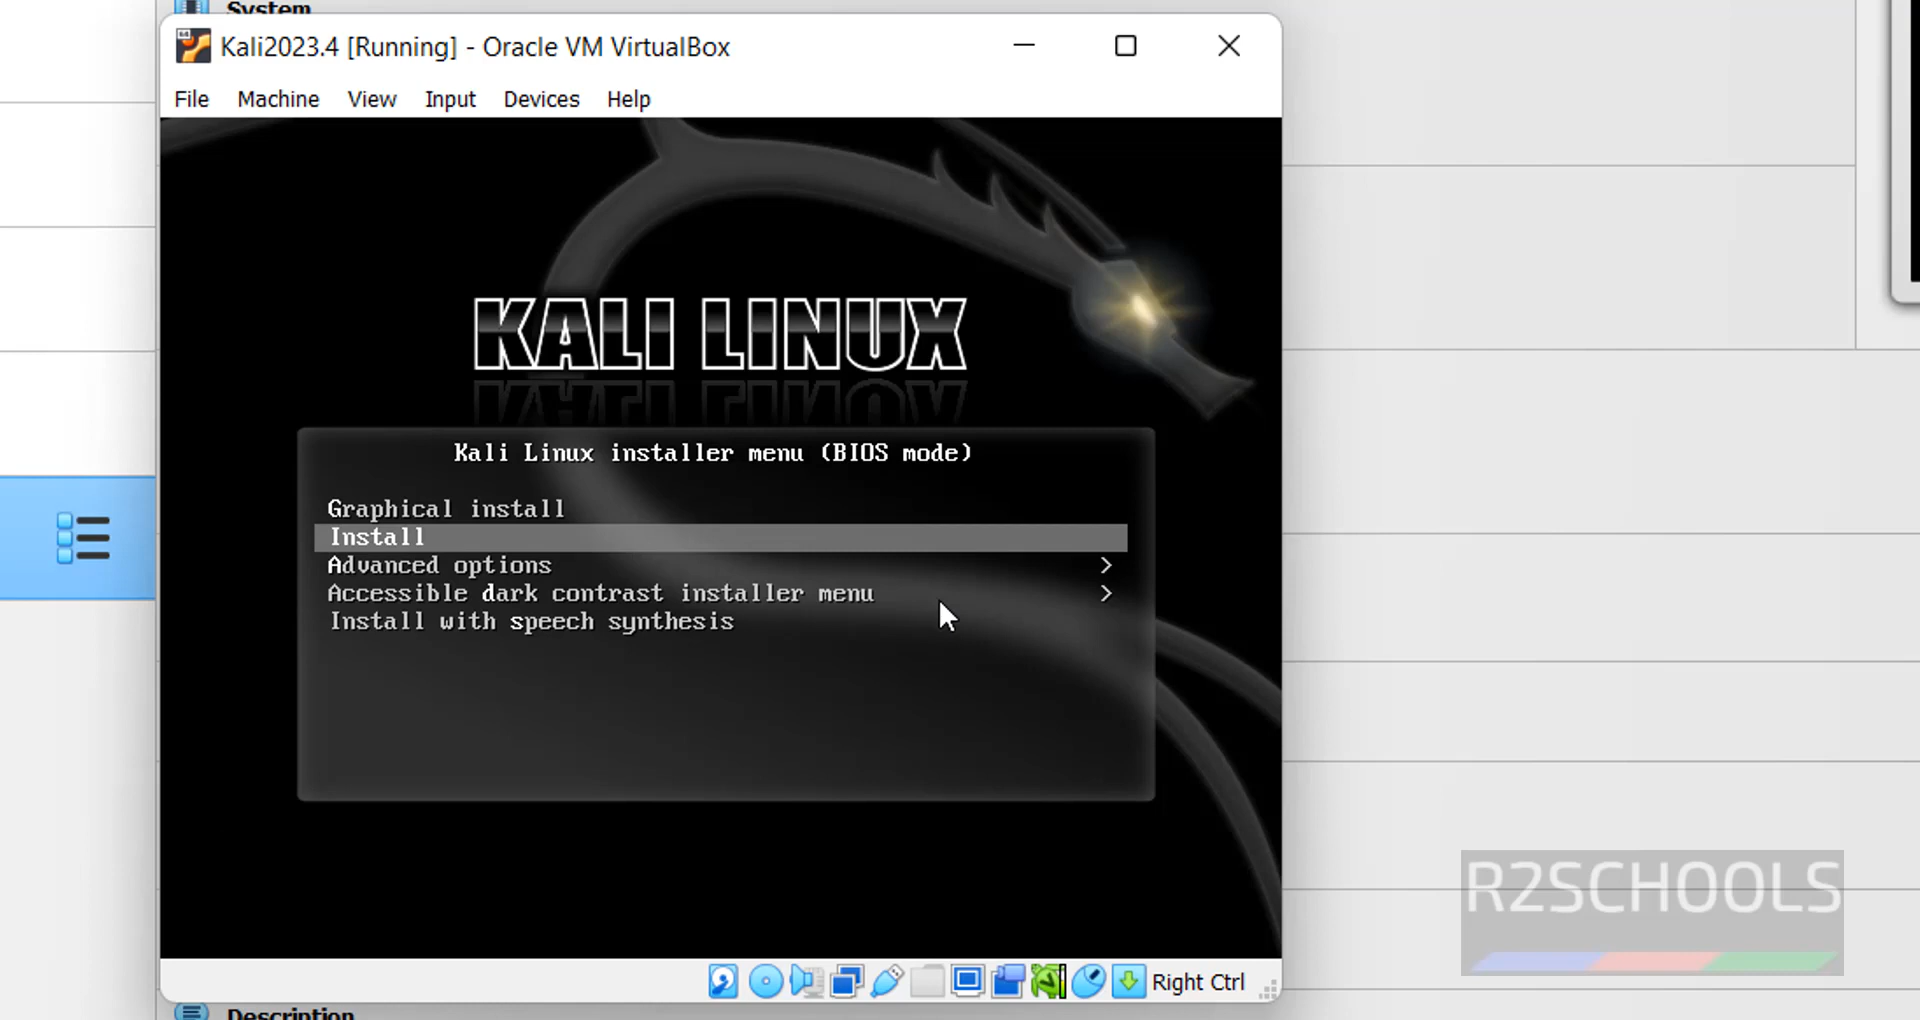 System
Kali2023.4 [Running] - Oracle VM VirtualBox
File Machine View Input Devices Help
KALI LINUX
Kali Linux installer menu (BIOS mode)
Graphical install
Install
Advanced options >
Accessible dark contrast installer menu >
Install with speech synthesis
R2SCHOOLS
Right Ctrl
Description